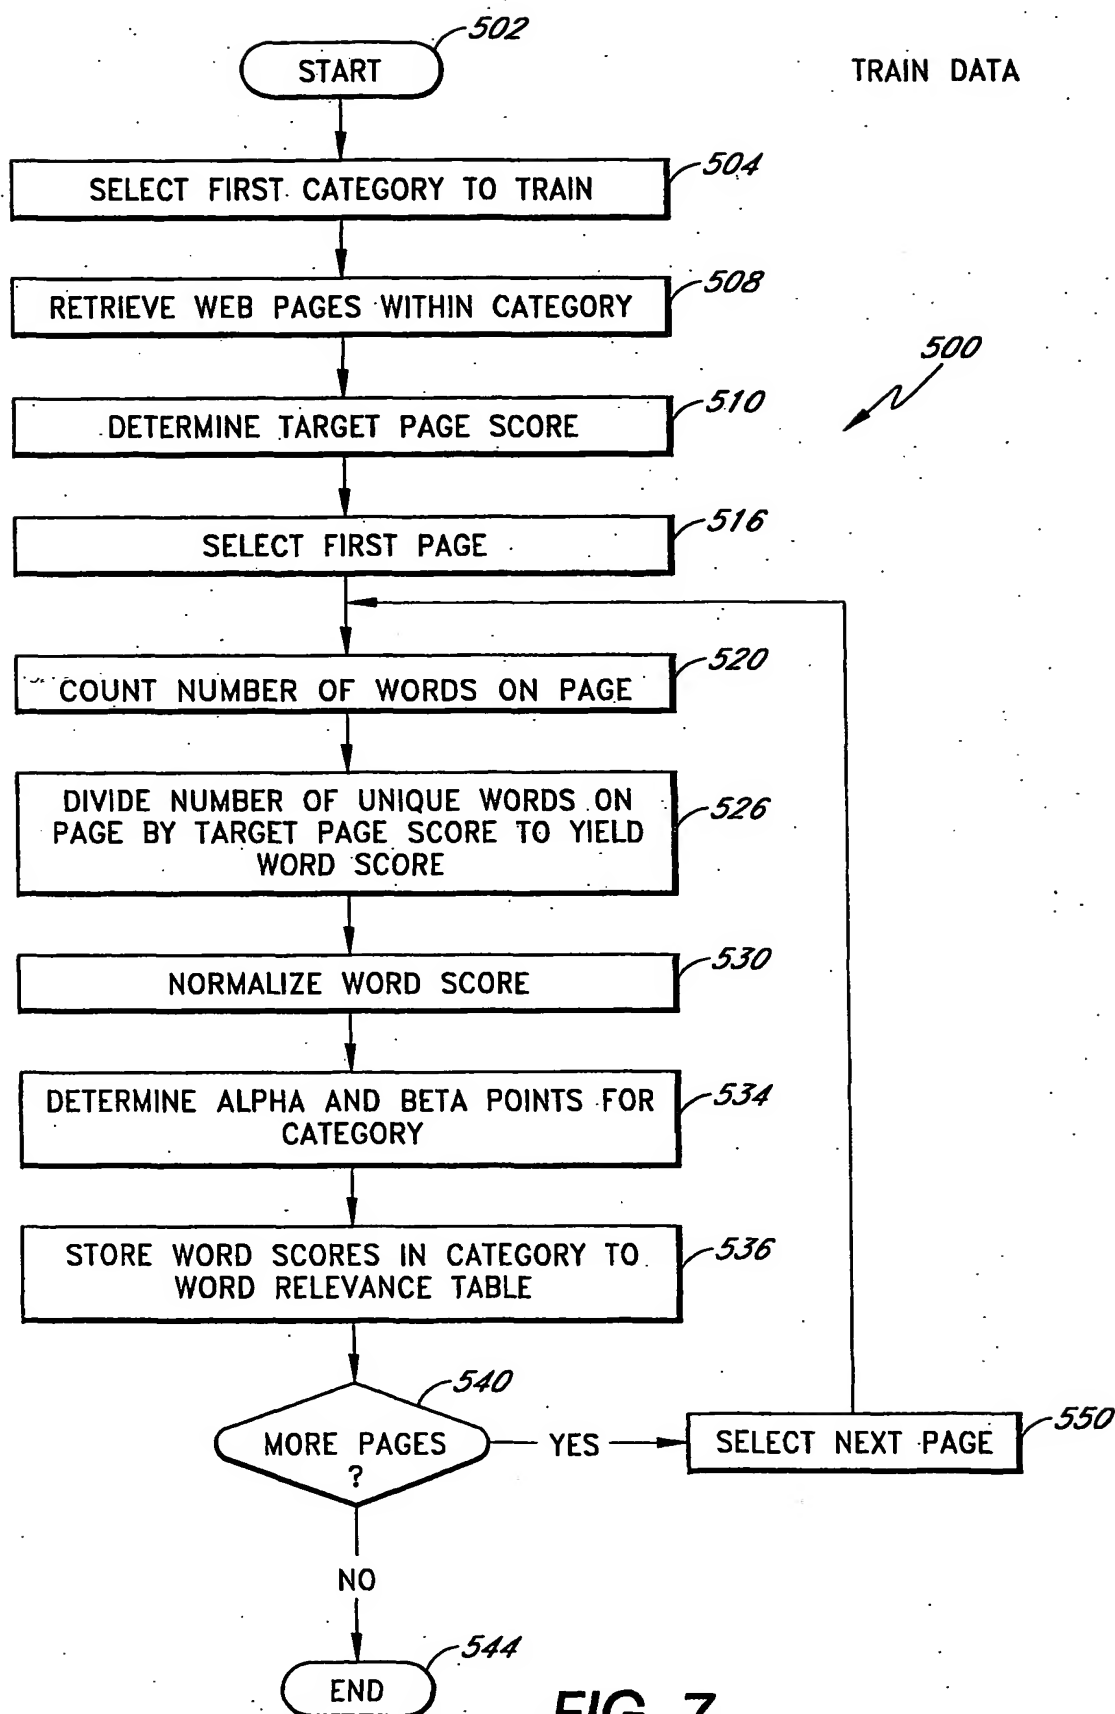 502
START
TRAIN DATA
504
SELECT FIRST CATEGORY TO TRAIN
508
RETRIEVE WEB PAGES WITHIN CATEGORY
500
510
DETERMINE TARGET PAGE SCORE
516
SELECT FIRST PAGE
520
COUNT NUMBER OF WORDS ON PAGE
526
DIVIDE NUMBER OF UNIQUE WORDS ON
PAGE BY TARGET PAGE SCORE TO YIELD
WORD SCORE
530
NORMALIZE WORD SCORE
534
DETERMINE ALPHA AND BETA POINTS FOR
CATEGORY
536
STORE WORD SCORES IN CATEGORY TO
WORD RELEVANCE TABLE
540
MORE PAGES
?
YES
SELECT NEXT PAGE
550
NO
544
END
FIG. 7